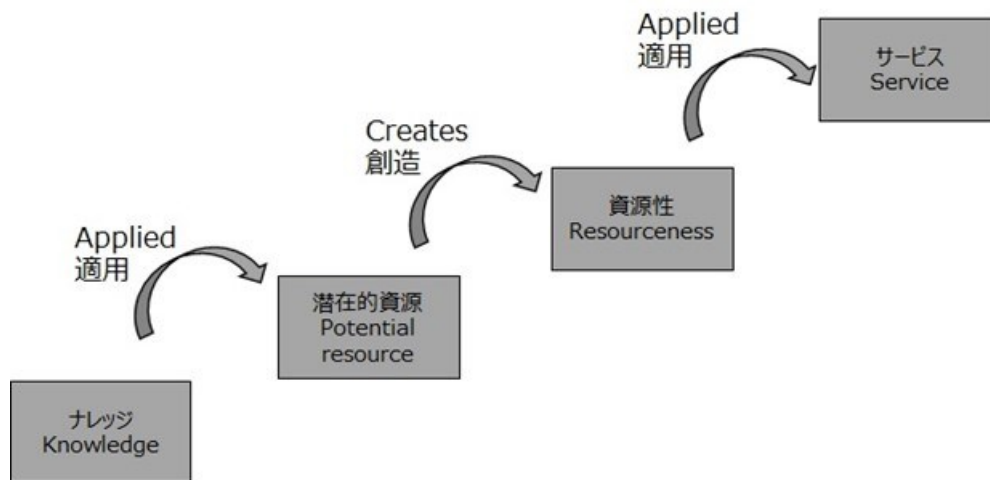 Applied
適用
サービス
Service
Creates
創造
資源性
Resourceness
Applied
適用
潜在的資源
Potential
resource
ナレッジ
Knowledge